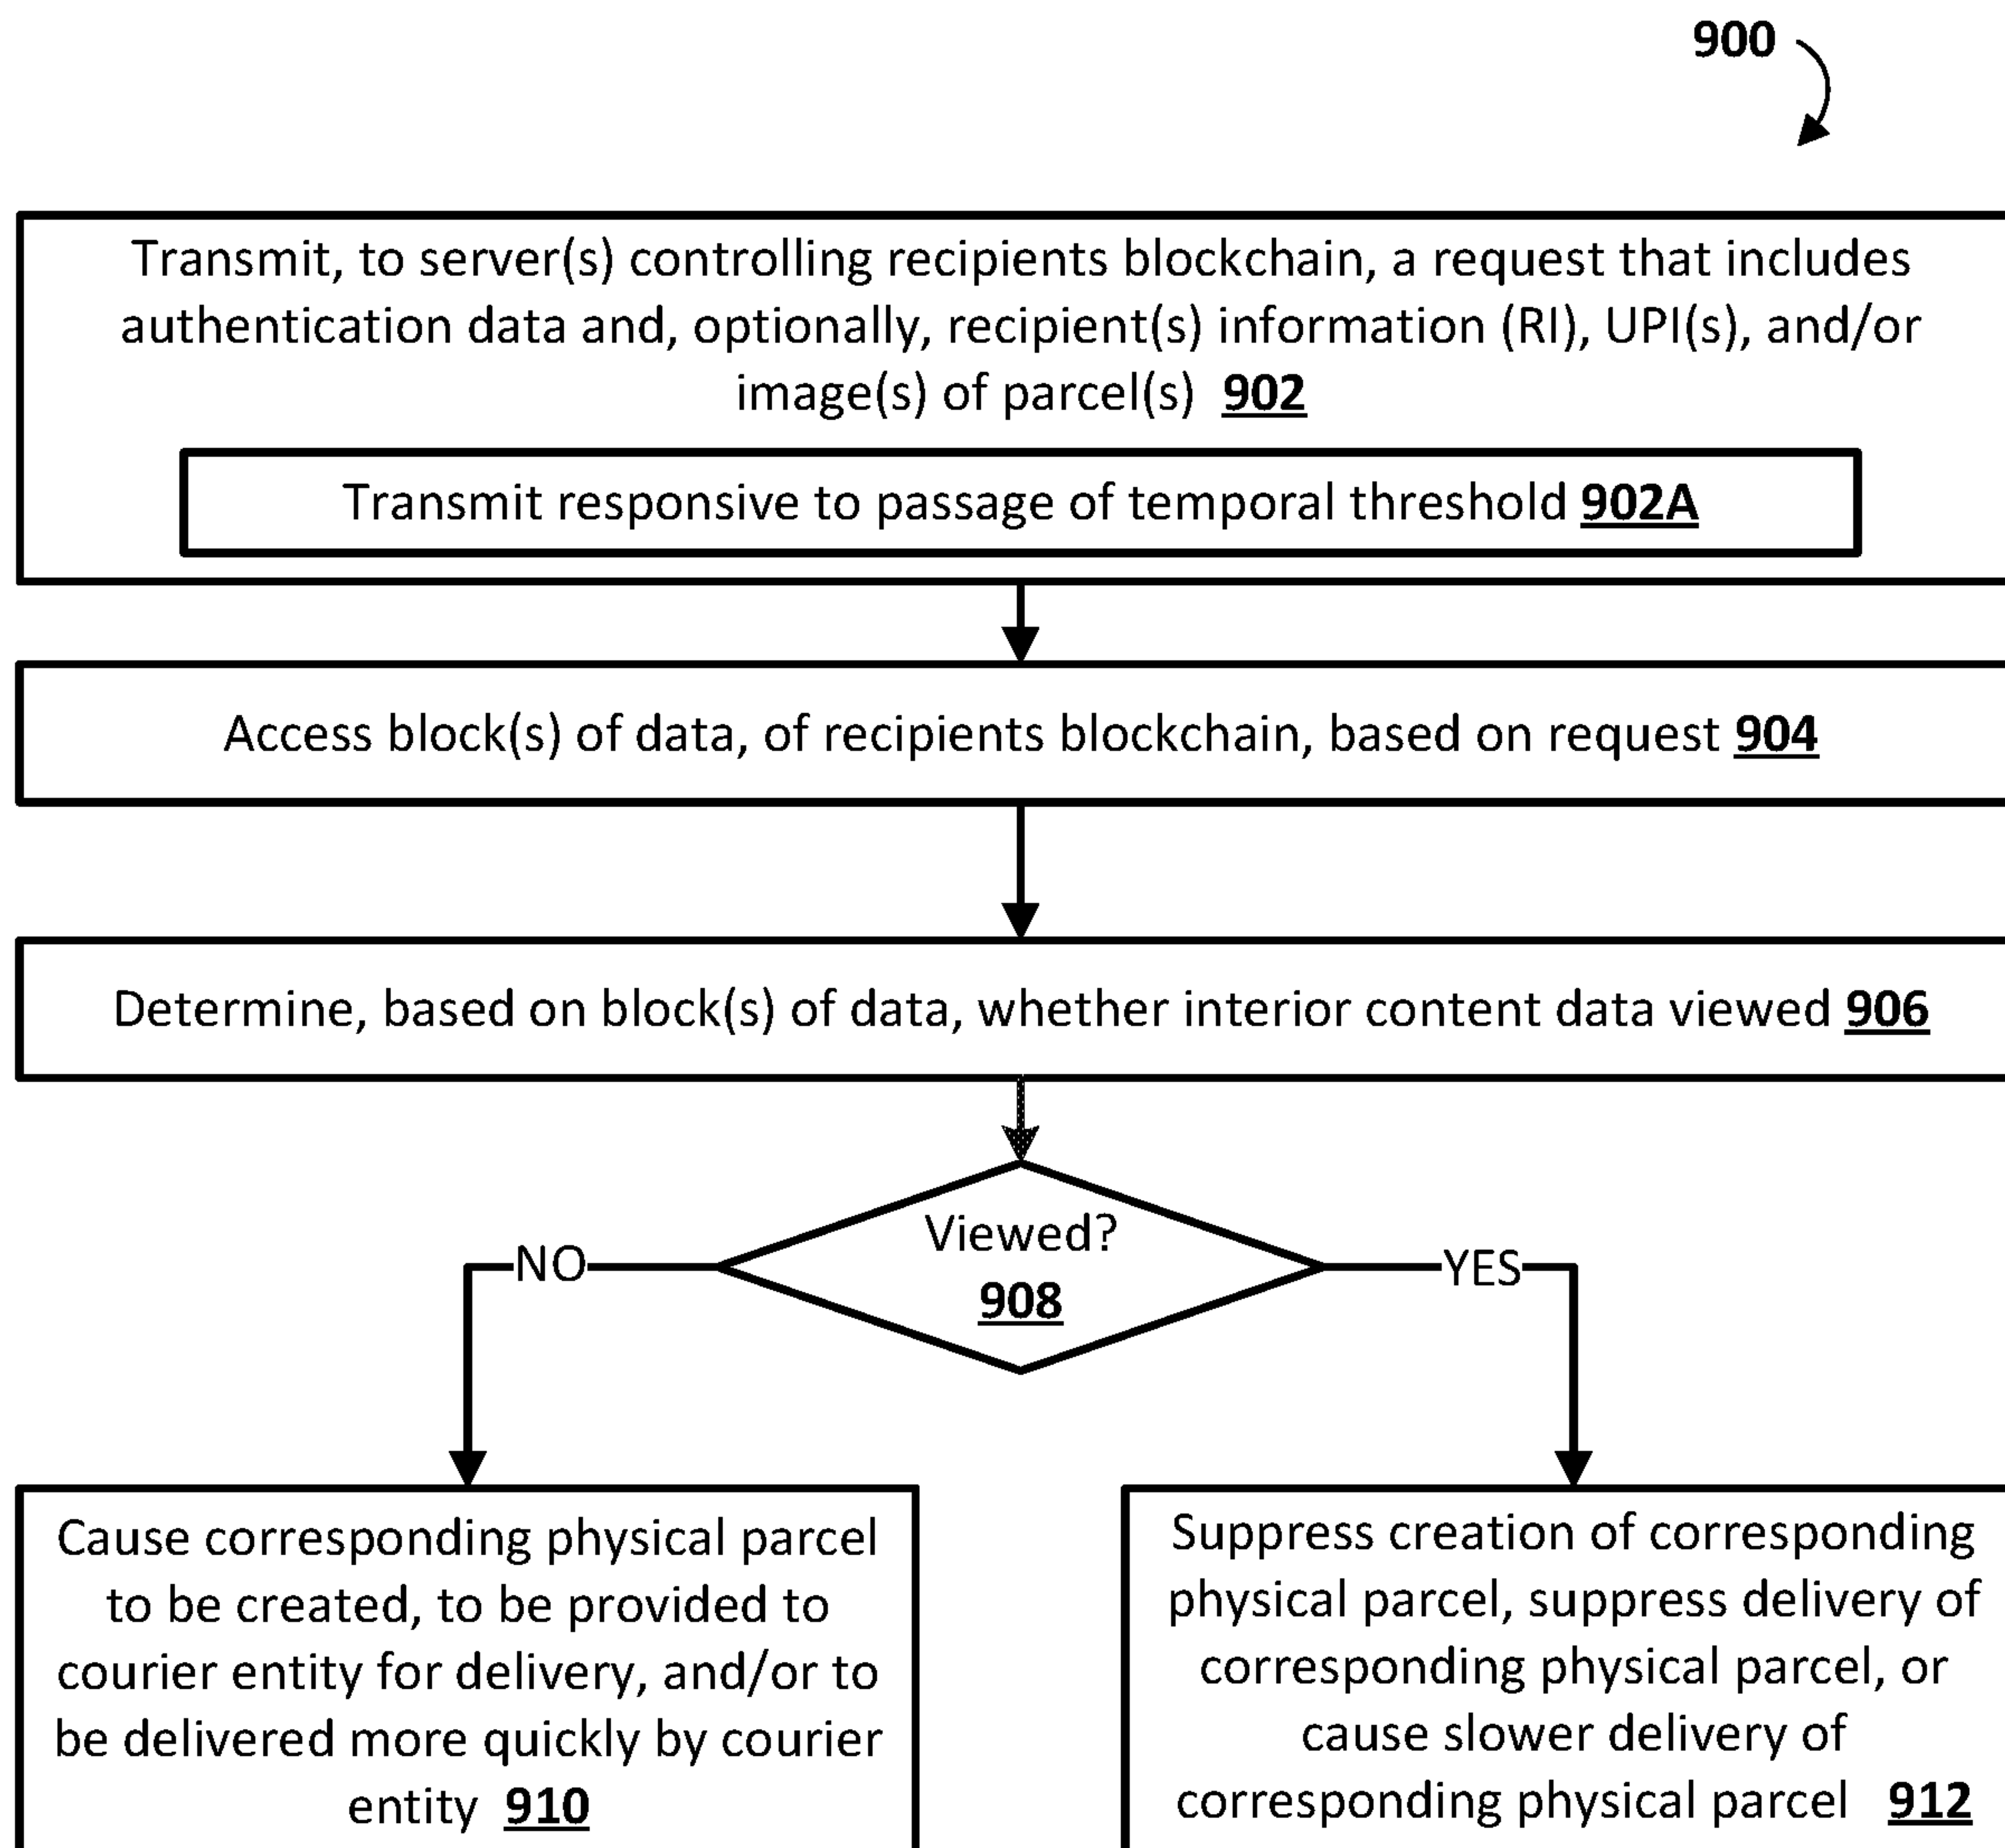 900
Transmit, to server(s) controlling recipients blockchain, a request that includes
authentication data and, optionally, recipient(s) information (RI), UPI(s), and/or
image(s) of parcel(s) 902
Transmit responsive to passage of temporal threshold 902A
Access block(s) of data, of recipients blockchain, based on request 904
Determine, based on block(s) of data, whether interior content data viewed 906
Viewed?
908
NO
YES
Cause corresponding physical parcel
to be created, to be provided to
courier entity for delivery, and/or to
be delivered more quickly by courier
entity 910
Suppress creation of corresponding
physical parcel, suppress delivery of
corresponding physical parcel, or
cause slower delivery of
corresponding physical parcel 912